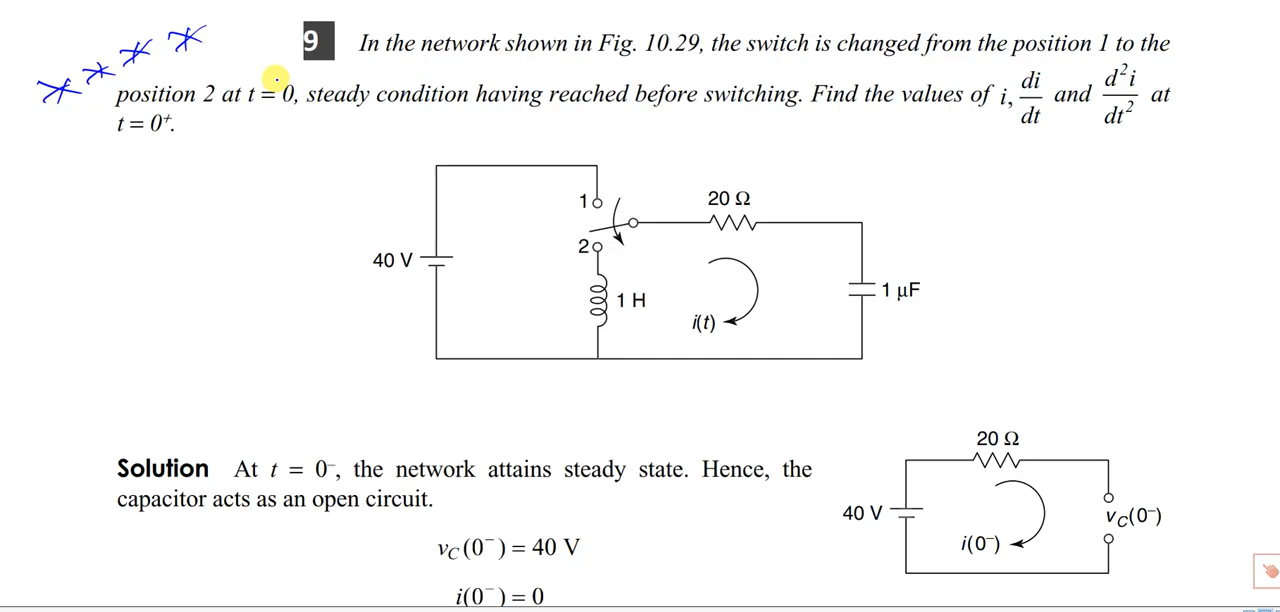 9 In the network shown in Fig. 10.29, the switch is changed from the position 1 to the
position 2 at t = 0, steady condition having reached before switching. Find the values of i, di/dt and d²i/dt² at
t = 0⁺.
1
20 Ω
2
40 V
1 H
1 μF
i(t)
Solution At t = 0⁻, the network attains steady state. Hence, the
capacitor acts as an open circuit.
v_C(0⁻) = 40 V
i(0⁻) = 0
20 Ω
40 V
v_C(0⁻)
i(0⁻)